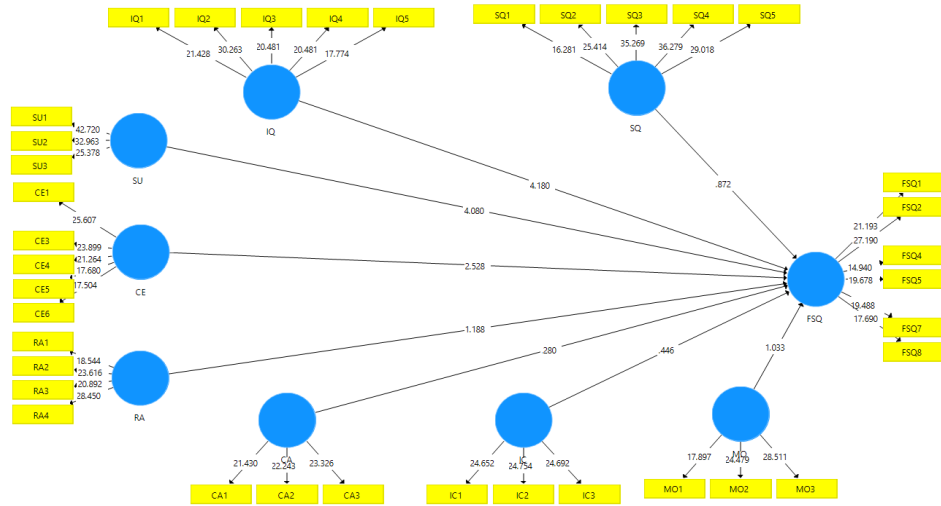 IQ1 IQ2 IQ3 IQ4 IQ5
21.428 30.263 20.481 20.481 17.774
IQ
SQ1 SQ2 SQ3 SQ4 SQ5
16.281 25.414 35.269 36.279 29.018
SQ
SU1
SU2
SU3
42.720
32.963
25.378
SU
CE1
CE3
CE4
CE5
CE6
25.607
23.899
21.264
17.680
17.504
CE
RA1
RA2
RA3
RA4
18.544
23.616
20.892
28.450
RA
4.180
.872
4.080
2.528
1.188
.280
.446
1.033
FSQ
FSQ1
FSQ2
FSQ4
FSQ5
FSQ7
FSQ8
21.193
27.190
14.940
19.678
19.488
17.690
CA
21.430 22.243 23.326
CA1 CA2 CA3
IC
24.652 24.754 24.692
IC1 IC2 IC3
MO
17.897 24.479 28.511
MO1 MO2 MO3